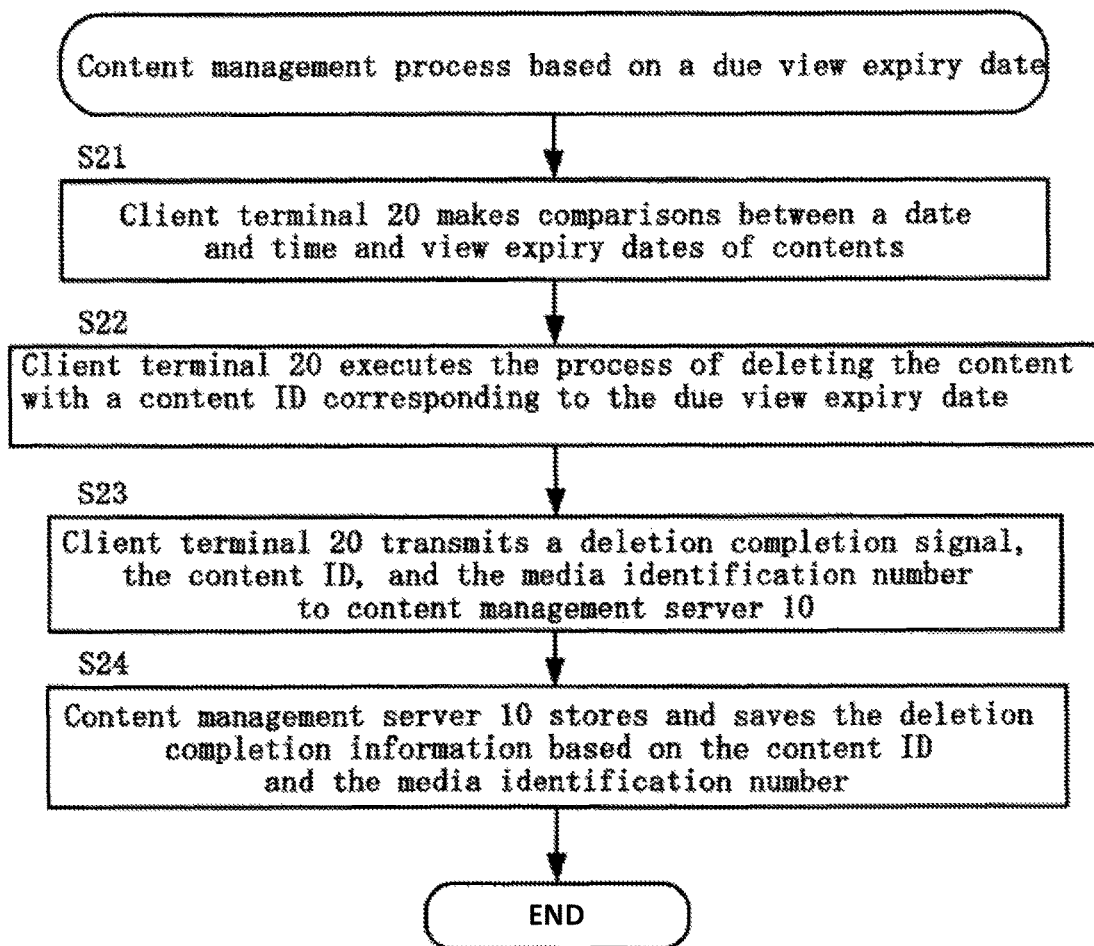 Content management process based on a due view expiry date
S21
Client terminal 20 makes comparisons between a date
and time and view expiry dates of contents
S22
Client terminal 20 executes the process of deleting the content
with a content ID corresponding to the due view expiry date
S23
Client terminal 20 transmits a deletion completion signal,
the content ID, and the media identification number
to content management server 10
S24
Content management server 10 stores and saves the deletion
completion information based on the content ID
and the media identification number
END